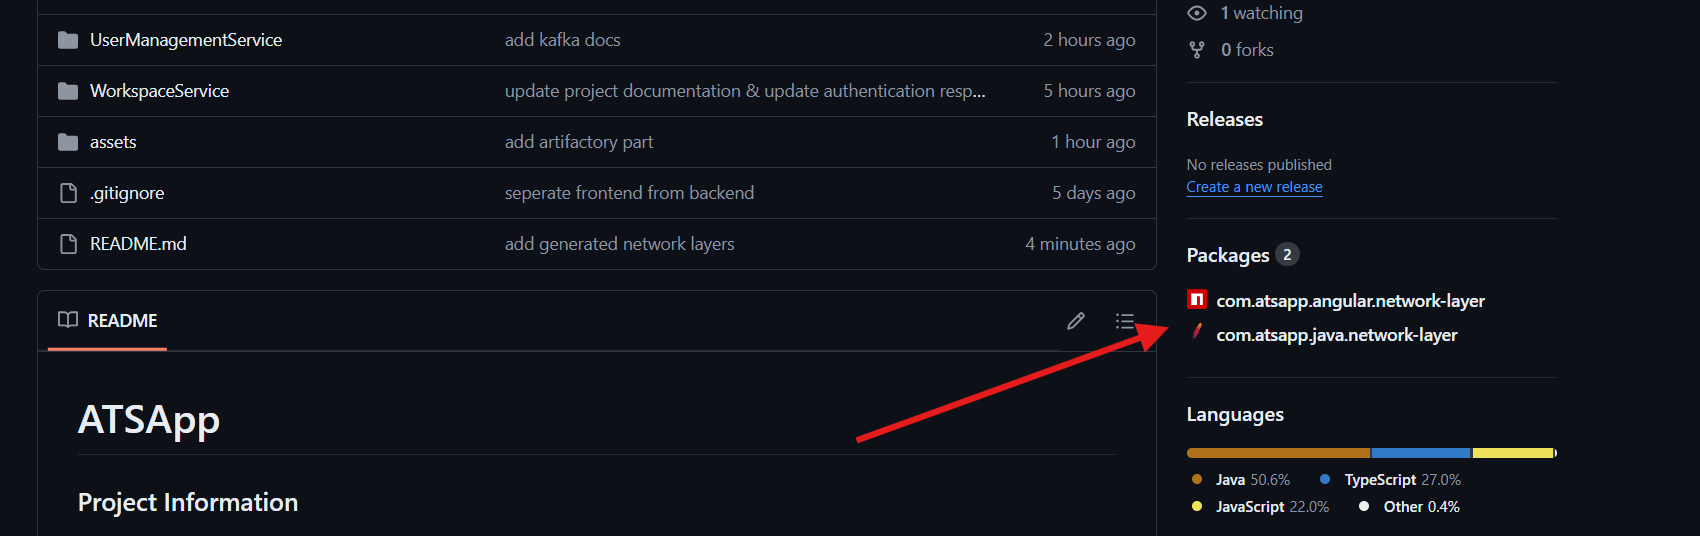 UserManagementService add kafka docs 2 hours ago
WorkspaceService update project documentation & update authentication resp... 5 hours ago
assets add artifactory part 1 hour ago
.gitignore seperate frontend from backend 5 days ago
README.md add generated network layers 4 minutes ago
README
ATSApp
Project Information
1 watching
0 forks
Releases
No releases published
Create a new release
Packages 2
com.atsapp.angular.network-layer
com.atsapp.java.network-layer
Languages
Java 50.6% TypeScript 27.0%
JavaScript 22.0% Other 0.4%